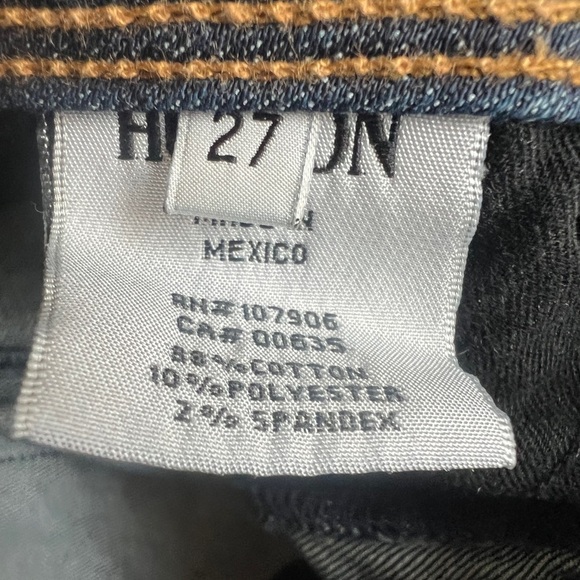 27
MEXICO
RN# 107906
CA# 00635
88% COTTON
10% POLYESTER
2% SPANDEX